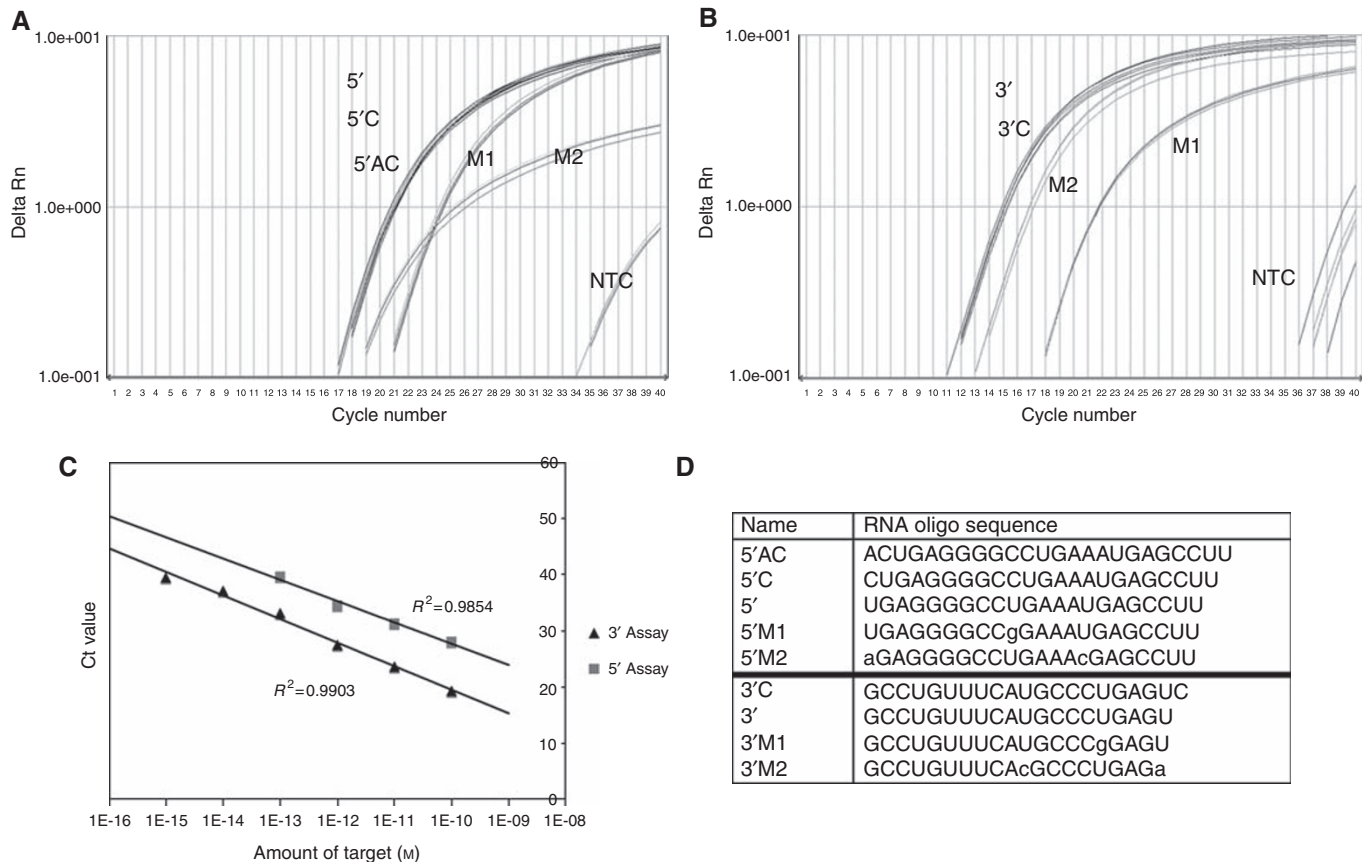 A
1.0e+001
5′
5′C
5′AC
M1
M2
NTC
1.0e+000
1.0e-001
Delta Rn
1 2 3 4 5 6 7 8 9 10 11 12 13 14 15 16 17 18 19 20 21 22 23 24 25 26 27 28 29 30 31 32 33 34 35 36 37 38 39 40
Cycle number
B
1.0e+001
3′
3′C
M2
M1
NTC
1.0e+000
1.0e-001
Delta Rn
1 2 3 4 5 6 7 8 9 10 11 12 13 14 15 16 17 18 19 20 21 22 23 24 25 26 27 28 29 30 31 32 33 34 35 36 37 38 39 40
Cycle number
C
60
50
40
30
20
10
0
R²=0.9854
R²=0.9903
3′ Assay
5′ Assay
Ct value
1E-16 1E-15 1E-14 1E-13 1E-12 1E-11 1E-10 1E-09 1E-08
Amount of target (M)
D
Name RNA oligo sequence
5′AC ACUGAGGGGCCUGAAAUGAGCCUU
5′C CUGAGGGGCCUGAAAUGAGCCUU
5′ UGAGGGGCCUGAAAUGAGCCUU
5′M1 UGAGGGGCCgGAAAUGAGCCUU
5′M2 aGAGGGGCCUGAAAcGAGCCUU
3′C GCCUGUUUCAUGCCCUGAGUC
3′ GCCUGUUUCAUGCCCUGAGU
3′M1 GCCUGUUUCAUGCCCgGAGU
3′M2 GCCUGUUUCAcGCCCUGAGa